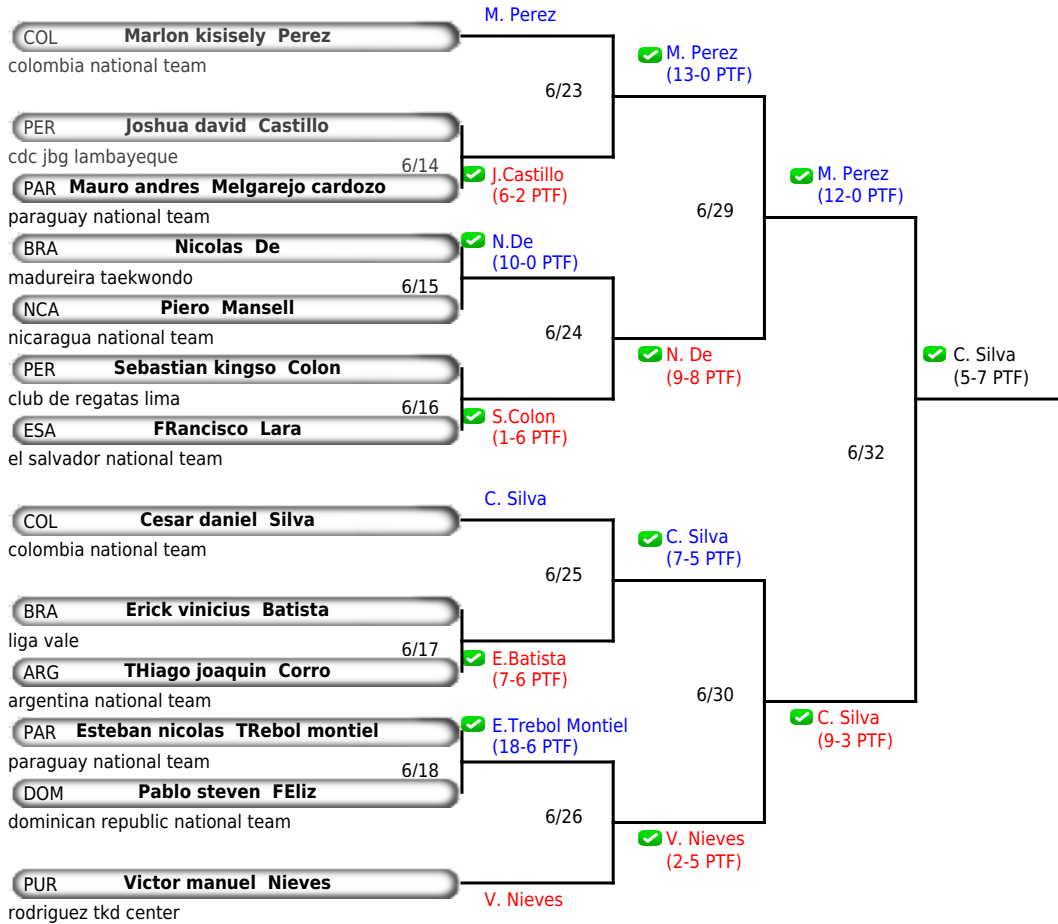 M. Perez
COL Marlon kisisely Perez
colombia national team
M. Perez
(13-0 PTF)
6/23
PER Joshua david Castillo
cdc jbg lambayeque
6/14
J.Castillo
(6-2 PTF)
PAR Mauro andres Melgarejo cardozo
paraguay national team
M. Perez
(12-0 PTF)
6/29
BRA Nicolas De
madureira taekwondo
N.De
(10-0 PTF)
6/15
NCA Piero Mansell
nicaragua national team
6/24
N. De
(9-8 PTF)
PER Sebastian kingso Colon
club de regatas lima
6/16
S.Colon
(1-6 PTF)
ESA FRancisco Lara
el salvador national team
C. Silva
(5-7 PTF)
6/32
C. Silva
COL Cesar daniel Silva
colombia national team
C. Silva
(7-5 PTF)
6/25
BRA Erick vinicius Batista
liga vale
6/17
E.Batista
(7-6 PTF)
ARG THiago joaquin Corro
argentina national team
6/30
C. Silva
(9-3 PTF)
PAR Esteban nicolas TRebol montiel
paraguay national team
E.Trebol Montiel
(18-6 PTF)
6/18
DOM Pablo steven FEliz
dominican republic national team
6/26
V. Nieves
(2-5 PTF)
PUR Victor manuel Nieves
rodriguez tkd center
V. Nieves